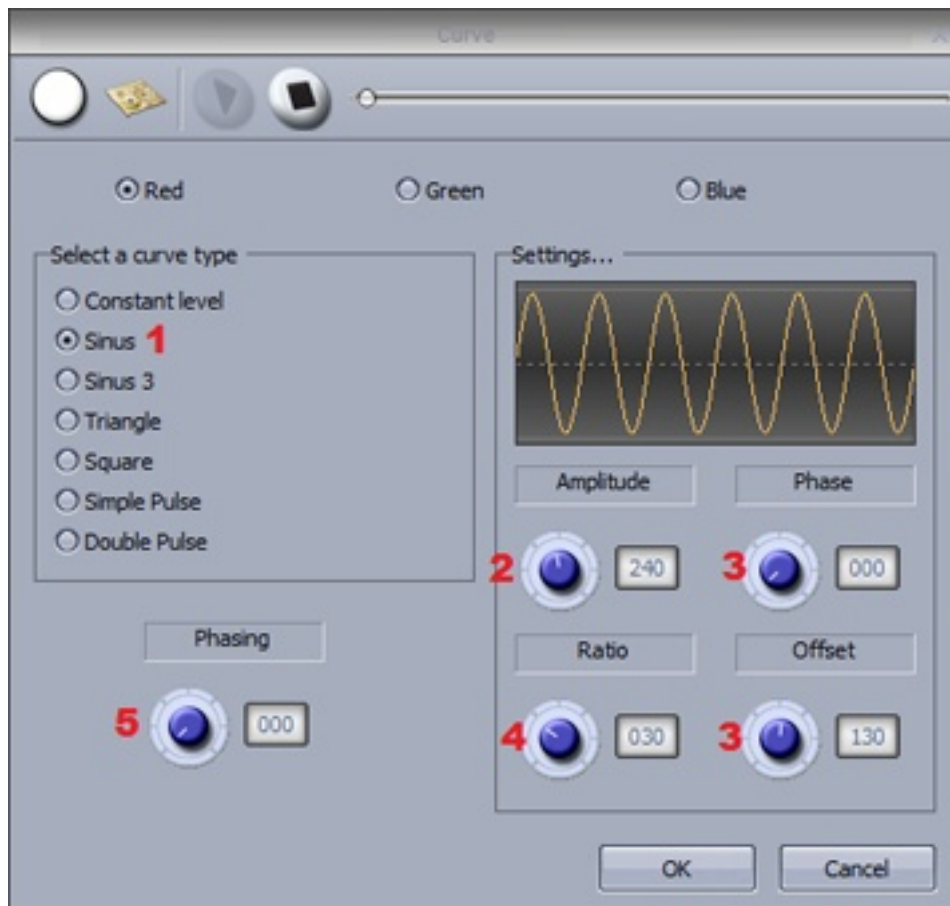 Curve
Red Green Blue
Select a curve type
Constant level
Sinus 1
Sinus 3
Triangle
Square
Simple Pulse
Double Pulse
Phasing
5 000
Settings...
Amplitude Phase
2 240 3 000
Ratio Offset
4 030 3 130
OK Cancel